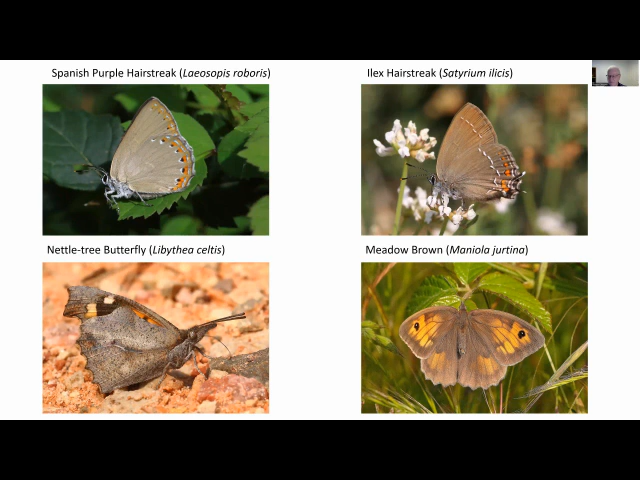 Spanish Purple Hairstreak (Laeosopis roboris)
Ilex Hairstreak (Satyrium ilicis)
Nettle-tree Butterfly (Libythea celtis)
Meadow Brown (Maniola jurtina)